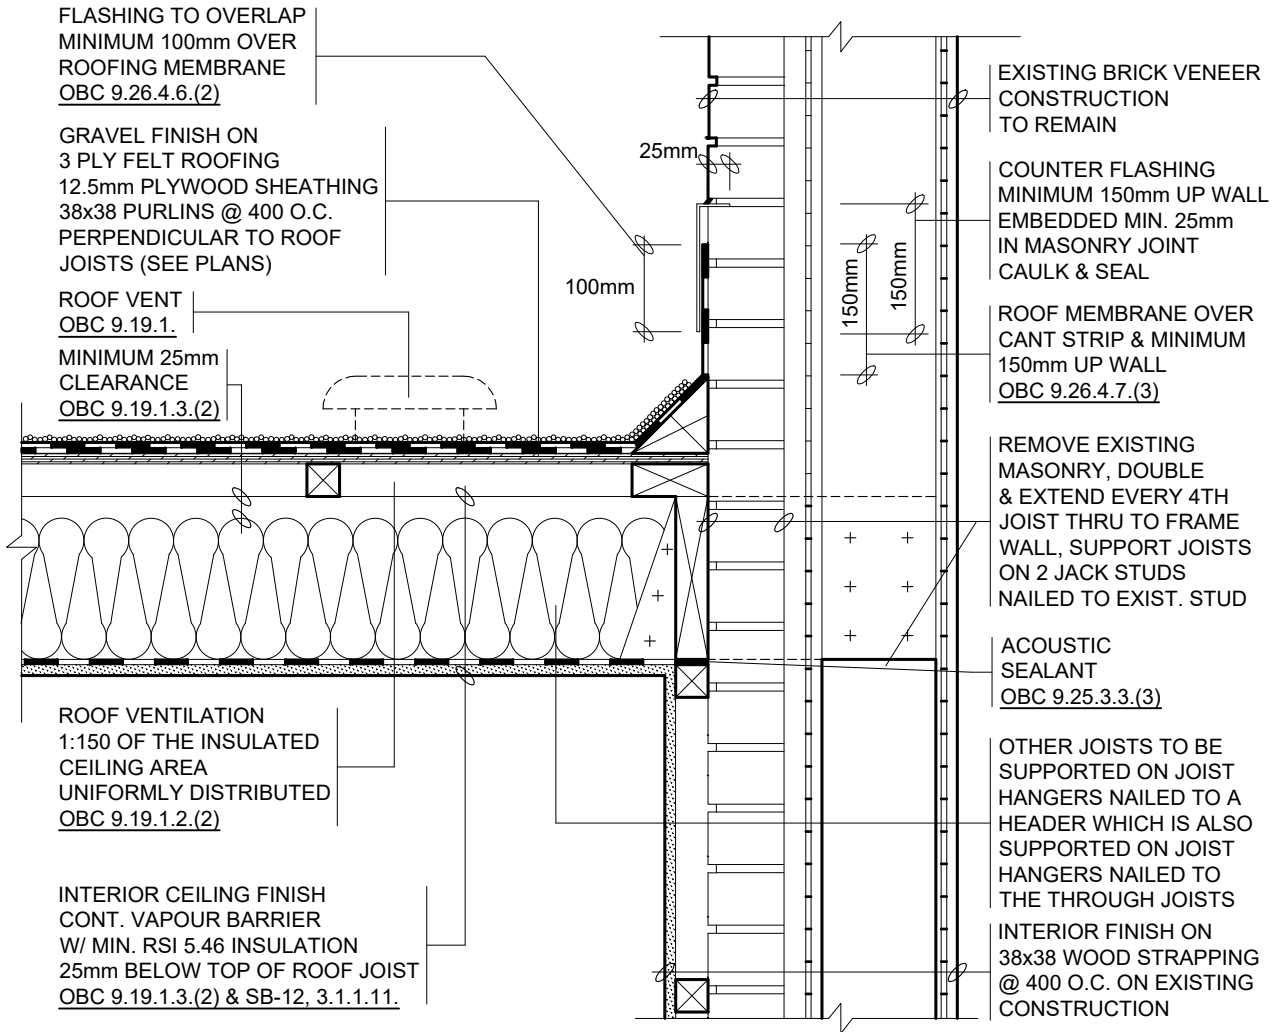 FLASHING TO OVERLAP
MINIMUM 100mm OVER
ROOFING MEMBRANE
OBC 9.26.4.6.(2)
GRAVEL FINISH ON
3 PLY FELT ROOFING
12.5mm PLYWOOD SHEATHING
38x38 PURLINS @ 400 O.C.
PERPENDICULAR TO ROOF
JOISTS (SEE PLANS)
ROOF VENT
OBC 9.19.1.
MINIMUM 25mm
CLEARANCE
OBC 9.19.1.3.(2)
25mm
100mm
150mm
150mm
EXISTING BRICK VENEER
CONSTRUCTION
TO REMAIN
COUNTER FLASHING
MINIMUM 150mm UP WALL
EMBEDDED MIN. 25mm
IN MASONRY JOINT
CAULK & SEAL
ROOF MEMBRANE OVER
CANT STRIP & MINIMUM
150mm UP WALL
OBC 9.26.4.7.(3)
REMOVE EXISTING
MASONRY, DOUBLE
& EXTEND EVERY 4TH
JOIST THRU TO FRAME
WALL, SUPPORT JOISTS
ON 2 JACK STUDS
NAILED TO EXIST. STUD
ACOUSTIC
SEALANT
OBC 9.25.3.3.(3)
OTHER JOISTS TO BE
SUPPORTED ON JOIST
HANGERS NAILED TO A
HEADER WHICH IS ALSO
SUPPORTED ON JOIST
HANGERS NAILED TO
THE THROUGH JOISTS
INTERIOR FINISH ON
38x38 WOOD STRAPPING
@ 400 O.C. ON EXISTING
CONSTRUCTION
ROOF VENTILATION
1:150 OF THE INSULATED
CEILING AREA
UNIFORMLY DISTRIBUTED
OBC 9.19.1.2.(2)
INTERIOR CEILING FINISH
CONT. VAPOUR BARRIER
W/ MIN. RSI 5.46 INSULATION
25mm BELOW TOP OF ROOF JOIST
OBC 9.19.1.3.(2) & SB-12, 3.1.1.11.